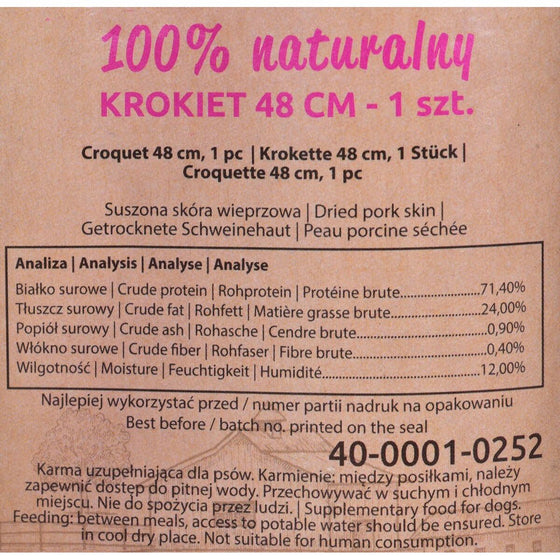 100% naturalny
KROKIET 48 CM - 1 szt.
Croquet 48 cm, 1 pc | Krokette 48 cm, 1 Stück |
Croquette 48 cm, 1 pc
Suszona skóra wieprzowa | Dried pork skin |
Getrocknete Schweinehaut | Peau porcine séchée
Analiza | Analysis | Analyse | Analyse
Białko surowe | Crude protein | Rohprotein | Protéine brute....................71,40%
Tłuszcz surowy | Crude fat | Rohfett | Matière grasse brute................24,00%
Popiół surowy | Crude ash | Rohasche | Cendre brute.......................0,90%
Włókno surowe | Crude fiber | Rohfaser | Fibre brute.......................0,40%
Wilgotność | Moisture | Feuchtigkeit | Humidité............................12,00%
Najlepiej wykorzystać przed / numer partii nadruk na opakowaniu
Best before / batch no. printed on the seal
40-0001-0252
Karma uzupełniająca dla psów. Karmienie: między posiłkami, należy
zapewnić dostęp do pitnej wody. Przechowywać w suchym i chłodnym
miejscu. Nie do spożycia przez ludzi. | Supplementary food for dogs.
Feeding: between meals, access to potable water should be ensured. Store
in cool dry place. Not suitable for human consumption.